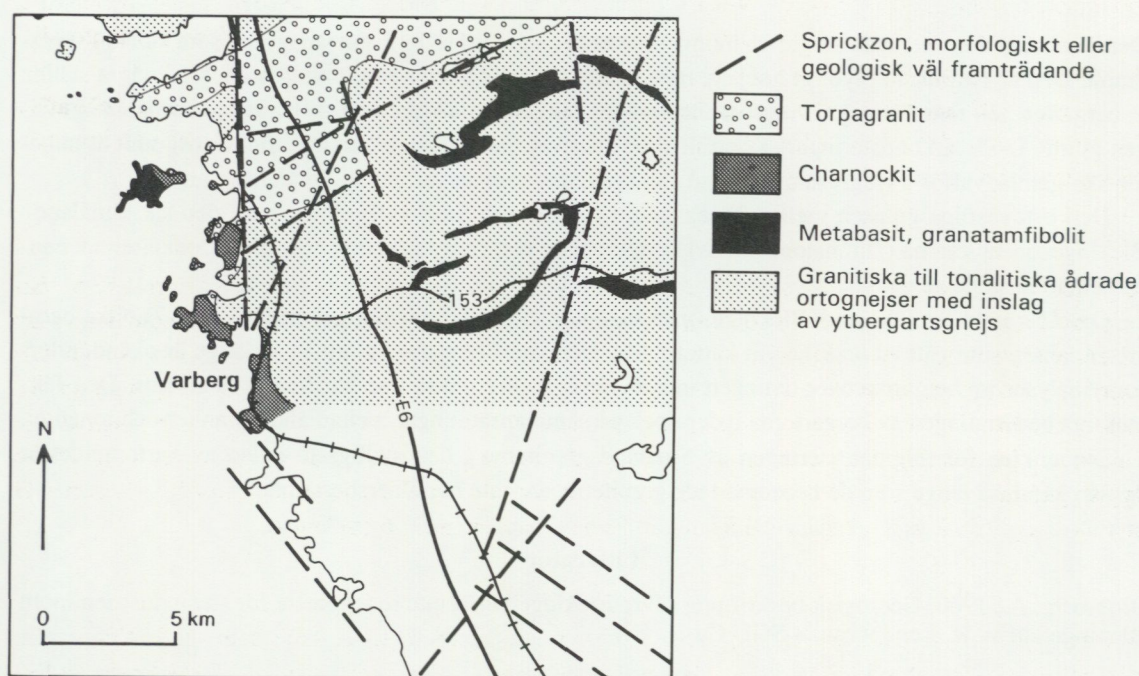 Sprickzon, morfologiskt eller
geologisk väl framträdande
Torpagranit
Charnockit
Metabasit, granatamfibolit
Granitiska till tonalitiska ådrade
ortognejser med inslag
av ytbergartsgnejs
153
Varberg
E6
N
0 5 km